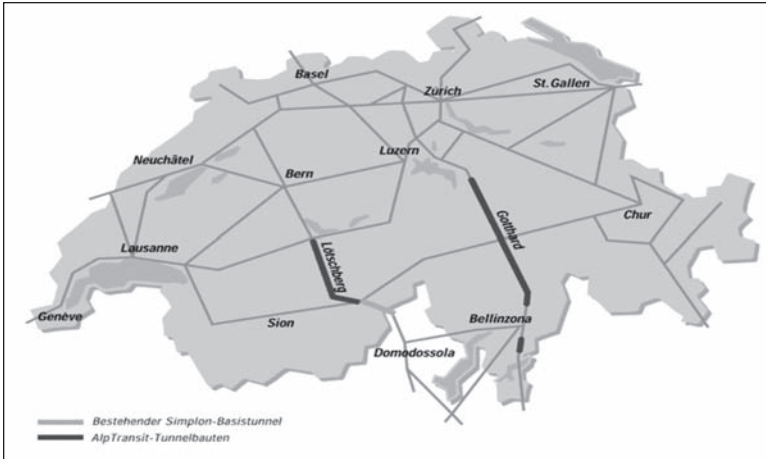 Basel
Zürich
St.Gallen
Luzern
Neuchâtel
Bern
Gotthard
Chur
Lausanne
Lötschberg
Genève
Sion
Bellinzona
Domodossola
Bestehender Simplon-Basistunnel
AlpTransit-Tunnelbauten